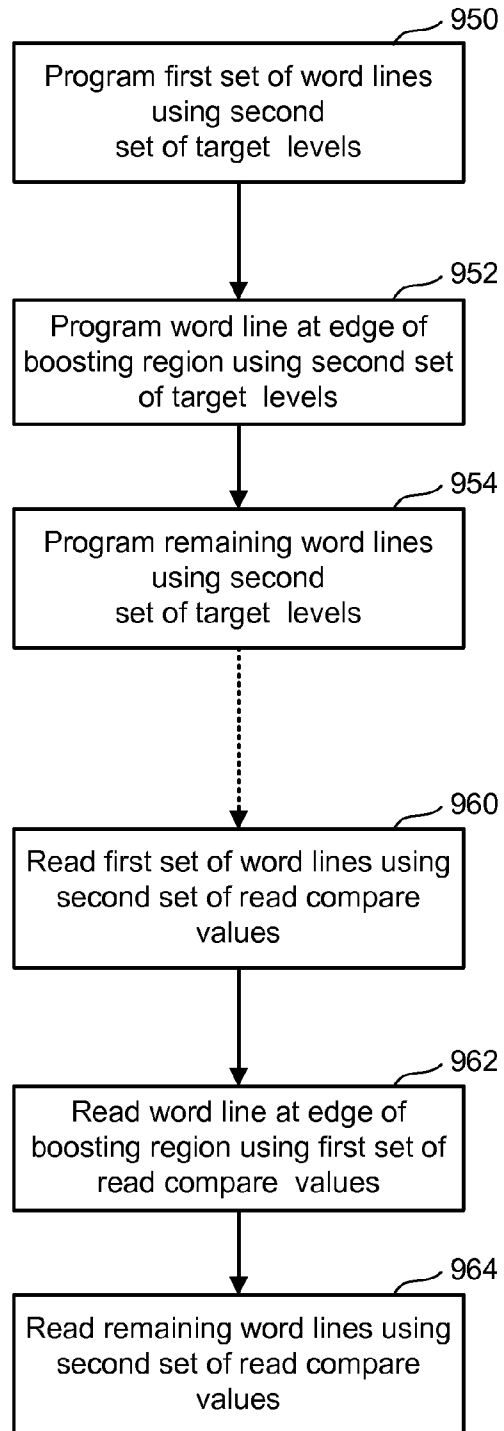 950
Program first set of word lines
using second
set of target levels
952
Program word line at edge of
boosting region using second set
of target levels
954
Program remaining word lines
using second
set of target levels
960
Read first set of word lines using
second set of read compare
values
962
Read word line at edge of
boosting region using first set of
read compare values
964
Read remaining word lines using
second set of read compare
values